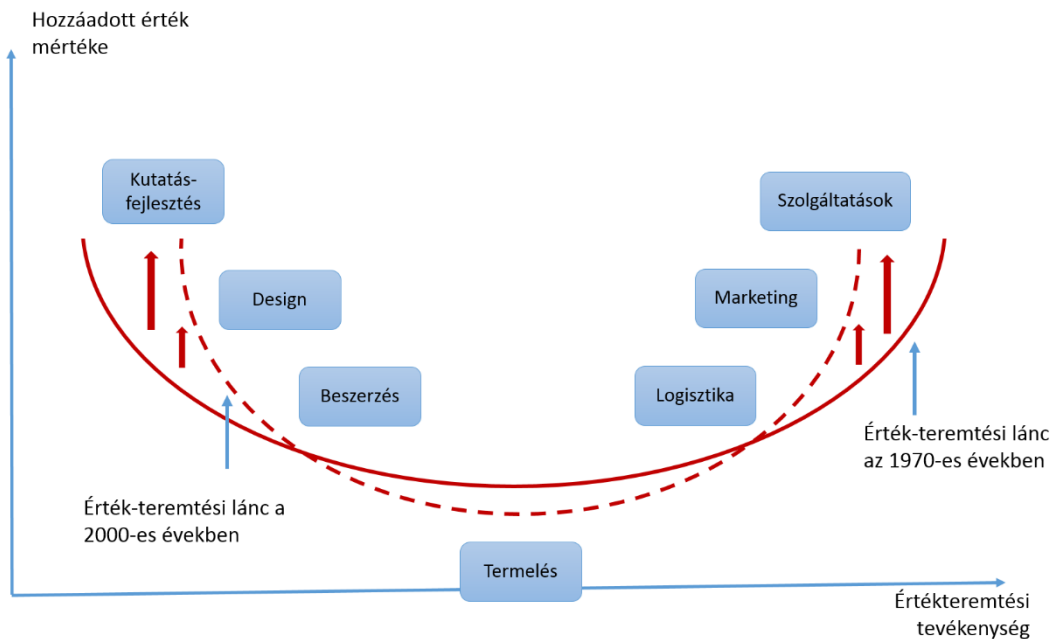 Hozzáadott érték
mértéke
Kutatás-
fejlesztés
Szolgáltatások
Design
Marketing
Beszerzés
Logisztika
Érték-teremtési lánc
az 1970-es években
Érték-teremtési lánc a
2000-es években
Termelés
Értékteremtési
tevékenység